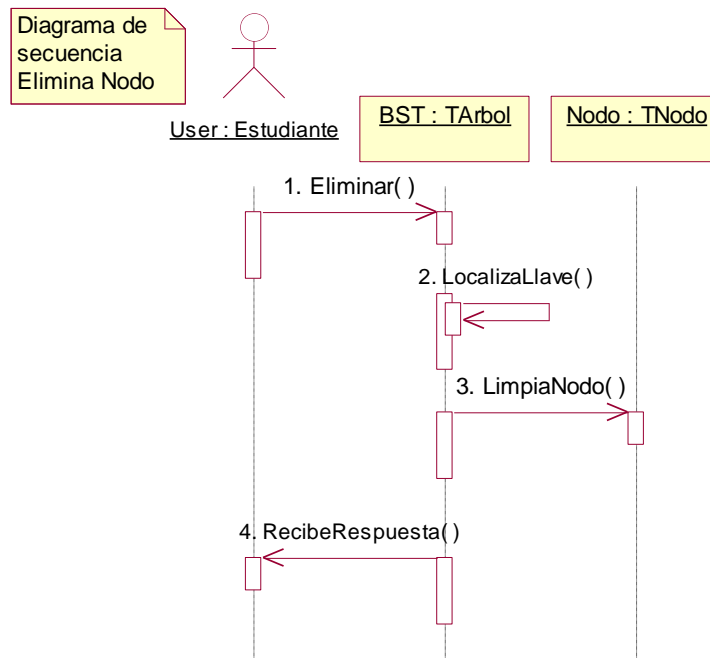 Diagrama de
secuencia
Elimina Nodo
User : Estudiante
BST : TArbol
Nodo : TNodo
1. Eliminar( )
2. LocalizaLlave( )
3. LimpiaNodo( )
4. RecibeRespuesta( )